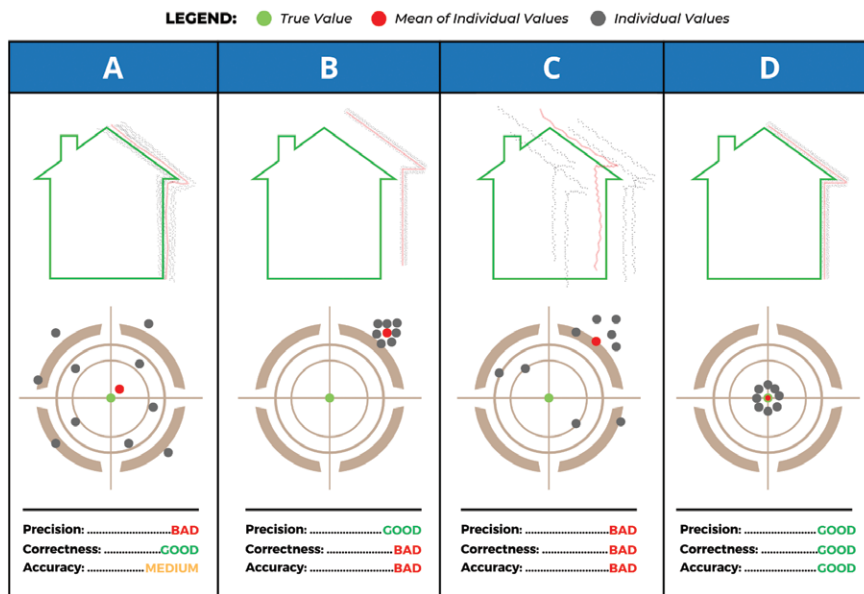 LEGEND: True Value Mean of Individual Values Individual Values
A B C D
Precision: ........................BAD
Correctness: ...................GOOD
Accuracy: ...................MEDIUM
Precision: .....................GOOD
Correctness: ...................BAD
Accuracy: ........................BAD
Precision: ........................BAD
Correctness: ...................BAD
Accuracy: ........................BAD
Precision: .....................GOOD
Correctness: ................GOOD
Accuracy: .....................GOOD